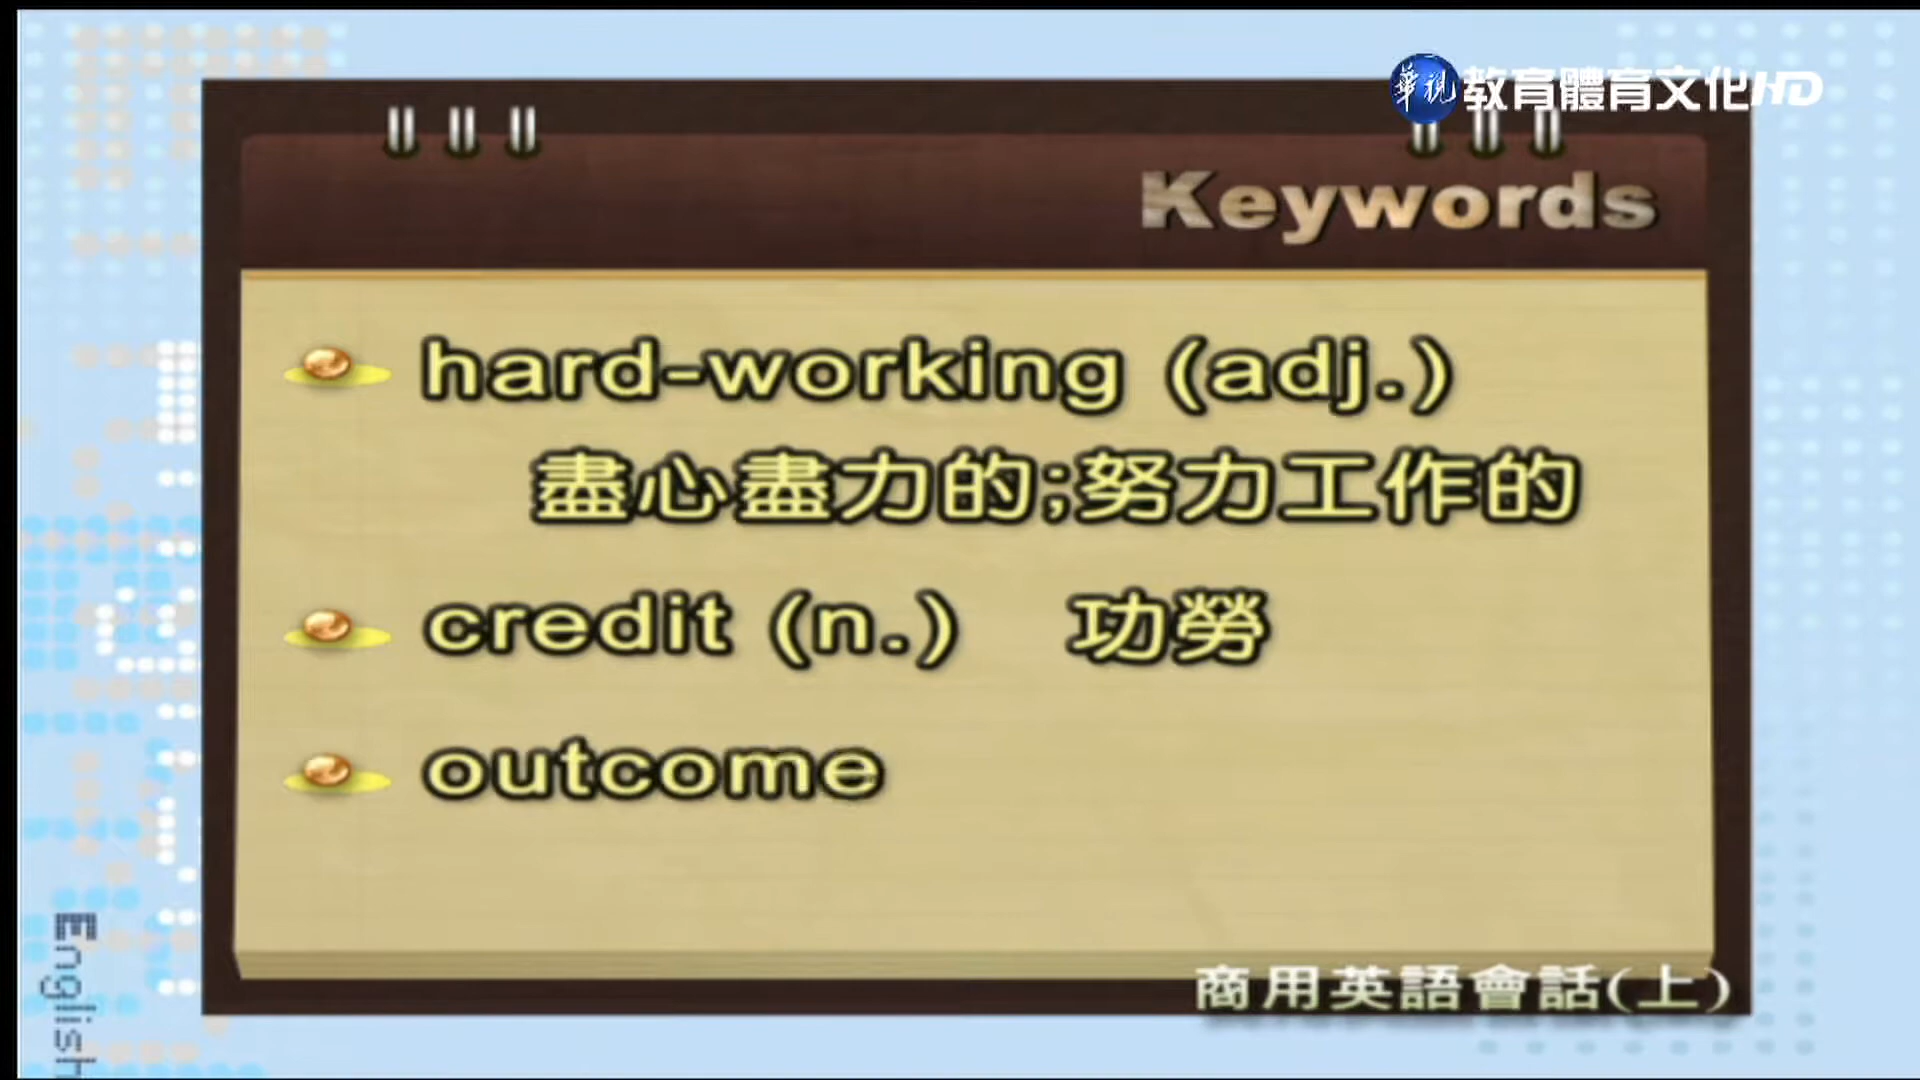 華視 教育體育文化HD
Keywords
hard-working (adj.)
盡心盡力的;努力工作的
credit (n.) 功勞
outcome
商用英語會話(上)
English